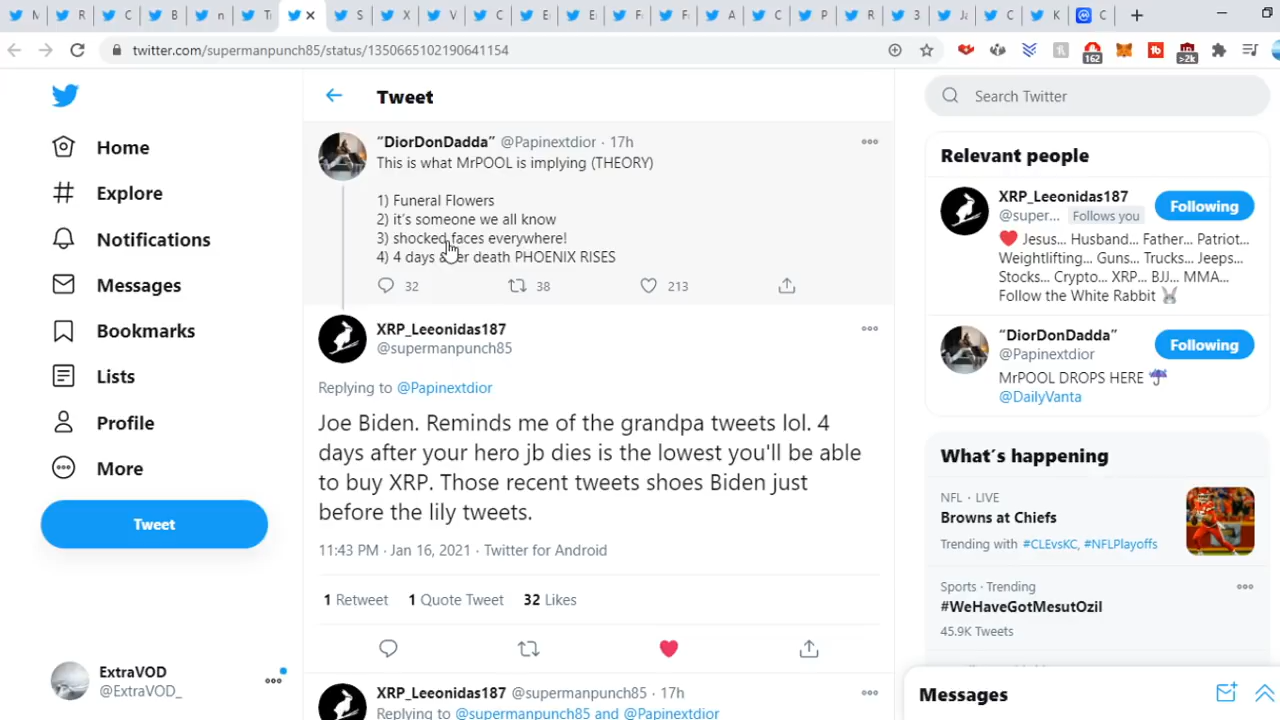 M
R
C
B
n
Tr
X
S
X
V
C
E
E
F
F
A
C
P
R
3
Ja
C
K
C
twitter.com/supermanpunch85/status/1350665102190641154
162
>2k
Home
Explore
Notifications
Messages
Bookmarks
Lists
Profile
More
Tweet
ExtraVOD
@ExtraVOD_
Tweet
“DiorDonDadda” @Papinextdior · 17h
This is what MrPOOL is implying (THEORY)
1) Funeral Flowers
2) it’s someone we all know
3) shocked faces everywhere!
4) 4 days after death PHOENIX RISES
32 38 213
XRP_Leeonidas187
@supermanpunch85
Replying to @Papinextdior
Joe Biden. Reminds me of the grandpa tweets lol. 4
days after your hero jb dies is the lowest you'll be able
to buy XRP. Those recent tweets shoes Biden just
before the lily tweets.
11:43 PM · Jan 16, 2021 · Twitter for Android
1 Retweet 1 Quote Tweet 32 Likes
XRP_Leeonidas187 @supermanpunch85 · 17h
Replying to @supermanpunch85 and @Papinextdior
Search Twitter
Relevant people
XRP_Leeonidas187
@super... Follows you
Following
Jesus... Husband... Father... Patriot...
Weightlifting... Guns... Trucks... Jeeps...
Stocks... Crypto... XRP... BJJ... MMA...
Follow the White Rabbit
“DiorDonDadda”
@Papinextdior
Following
MrPOOL DROPS HERE
@DailyVanta
What’s happening
NFL · LIVE
Browns at Chiefs
Trending with #CLEvsKC, #NFLPlayoffs
Sports · Trending
#WeHaveGotMesutOzil
45.9K Tweets
Messages